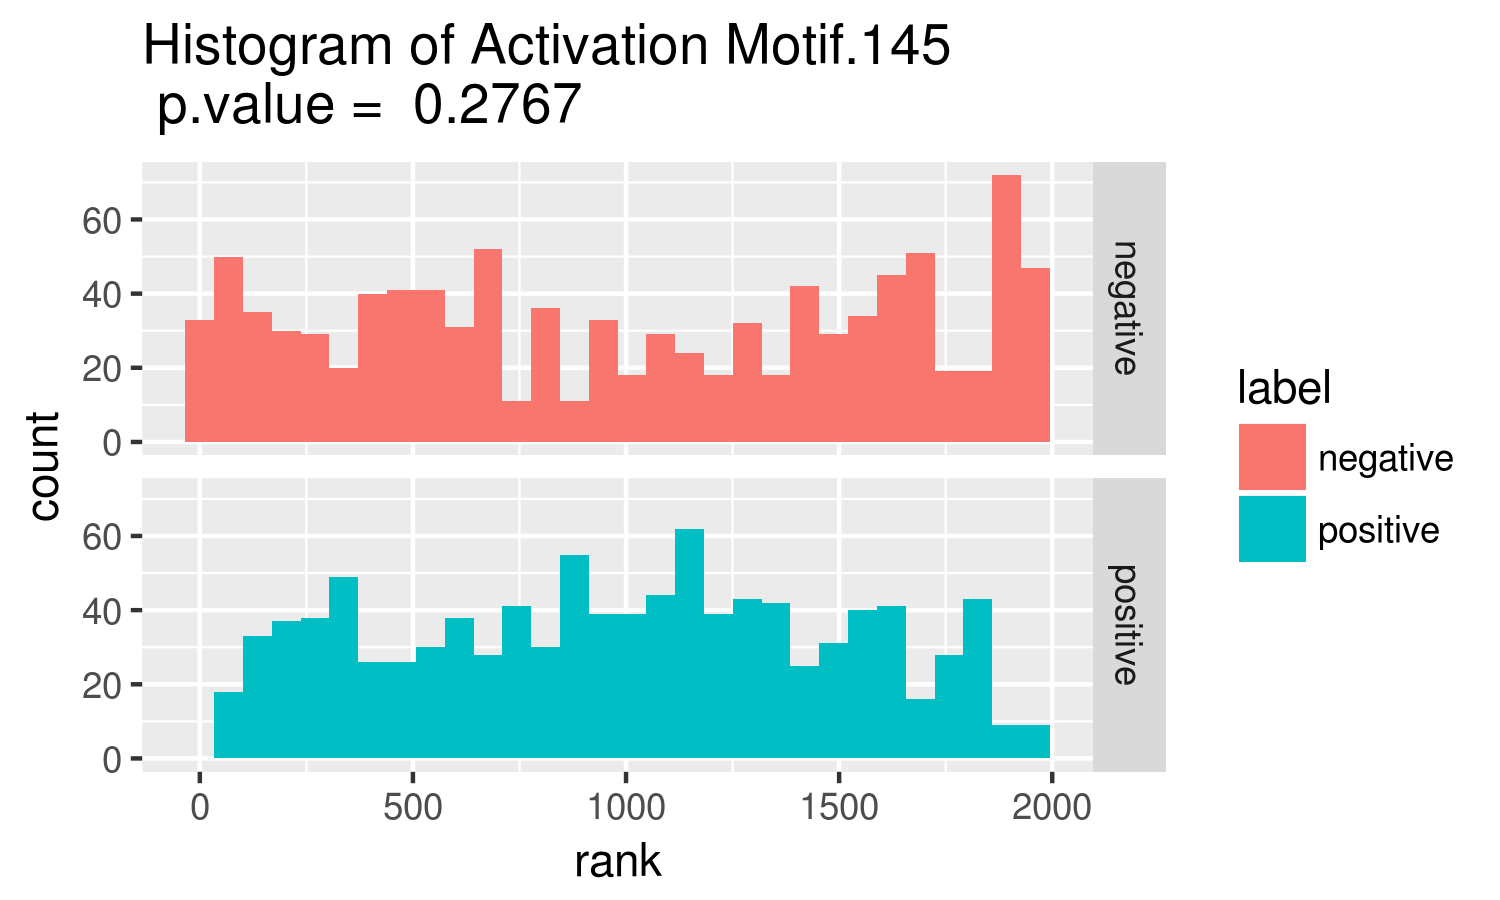 Histogram of Activation Motif.145
p.value =  0.2767
60
40
20
0
negative
60
40
20
0
positive
count
0 500 1000 1500 2000
rank
label
negative
positive